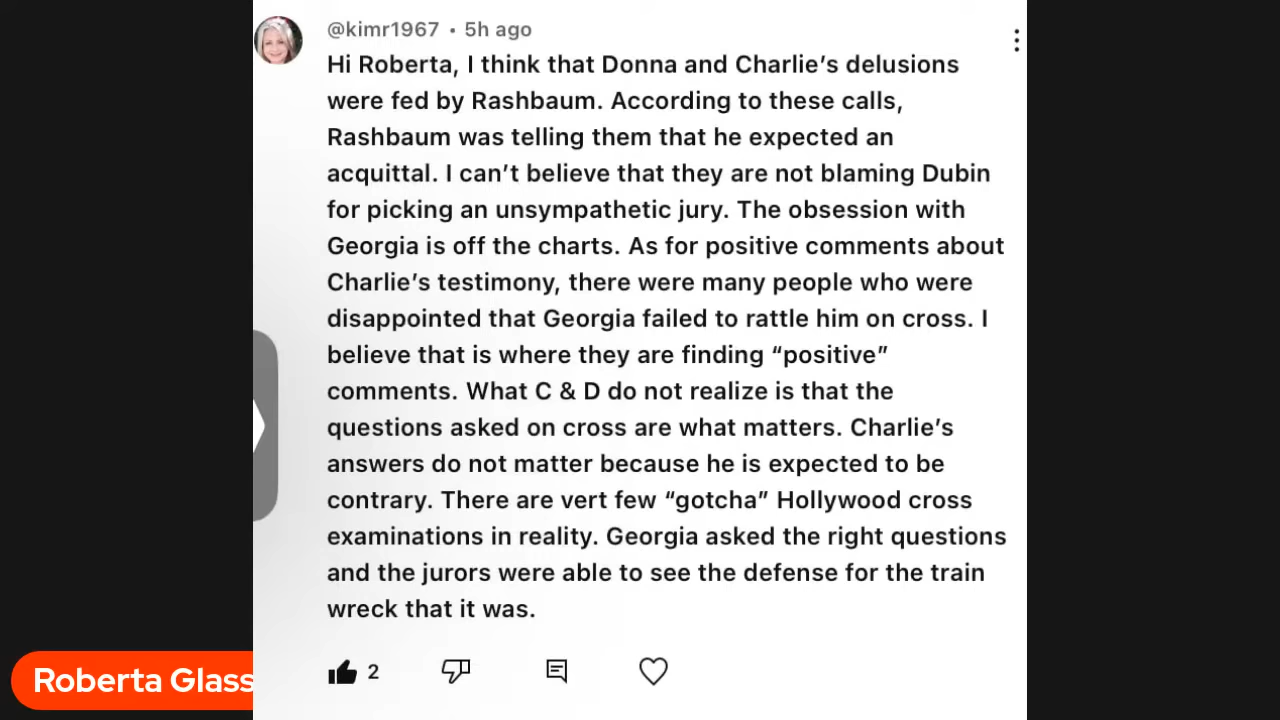 @kimr1967 • 5h ago
Hi Roberta, I think that Donna and Charlie’s delusions
were fed by Rashbaum. According to these calls,
Rashbaum was telling them that he expected an
acquittal. I can’t believe that they are not blaming Dubin
for picking an unsympathetic jury. The obsession with
Georgia is off the charts. As for positive comments about
Charlie’s testimony, there were many people who were
disappointed that Georgia failed to rattle him on cross. I
believe that is where they are finding “positive”
comments. What C & D do not realize is that the
questions asked on cross are what matters. Charlie’s
answers do not matter because he is expected to be
contrary. There are vert few “gotcha” Hollywood cross
examinations in reality. Georgia asked the right questions
and the jurors were able to see the defense for the train
wreck that it was.
2
Roberta Glass